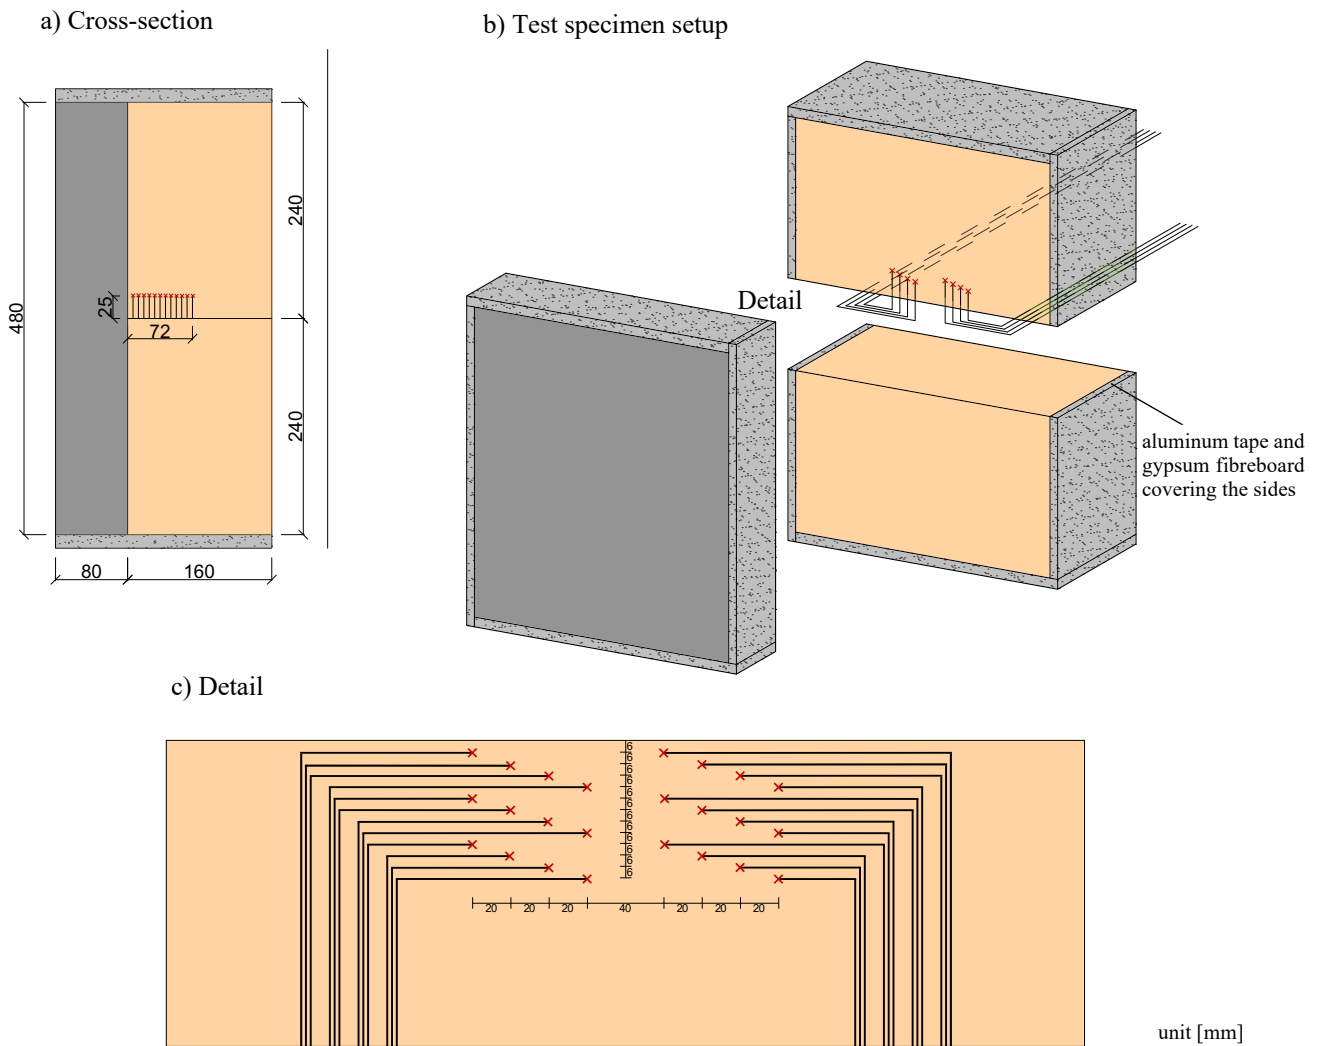 a) Cross-section
b) Test specimen setup
480
240
25
72
240
80
160
Detail
aluminum tape and
gypsum fibreboard
covering the sides
c) Detail
6
6
6
6
6
6
6
6
6
6
6
6
20 20 20 40 20 20 20
unit [mm]